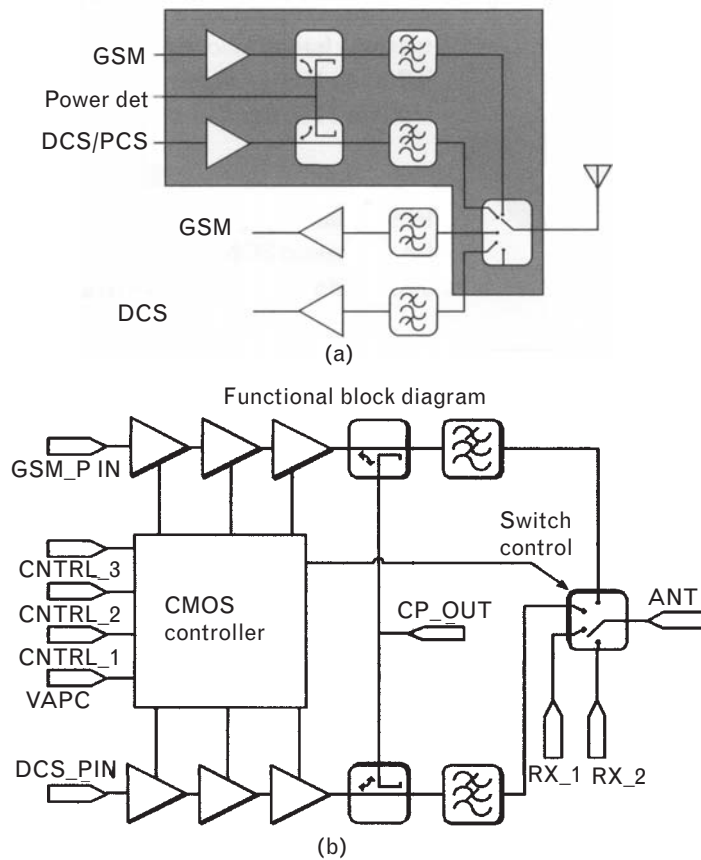 GSM
Power det
DCS/PCS
GSM
DCS
(a)
Functional block diagram
GSM_P IN
Switch
control
CNTRL_3
CNTRL_2
CNTRL_1
VAPC
CMOS
controller
CP_OUT
ANT
RX_1
RX_2
DCS_PIN
(b)